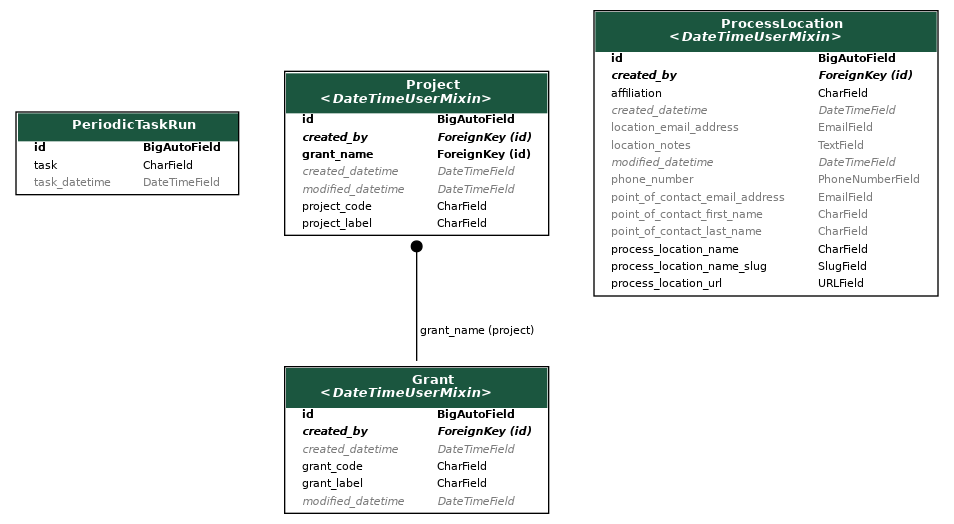 PeriodicTaskRun
id BigAutoField
task CharField
task_datetime DateTimeField
Project
<DateTimeUserMixin>
id BigAutoField
created_by ForeignKey (id)
grant_name ForeignKey (id)
created_datetime DateTimeField
modified_datetime DateTimeField
project_code CharField
project_label CharField
ProcessLocation
<DateTimeUserMixin>
id BigAutoField
created_by ForeignKey (id)
affiliation CharField
created_datetime DateTimeField
location_email_address EmailField
location_notes TextField
modified_datetime DateTimeField
phone_number PhoneNumberField
point_of_contact_email_address EmailField
point_of_contact_first_name CharField
point_of_contact_last_name CharField
process_location_name CharField
process_location_name_slug SlugField
process_location_url URLField
grant_name (project)
Grant
<DateTimeUserMixin>
id BigAutoField
created_by ForeignKey (id)
created_datetime DateTimeField
grant_code CharField
grant_label CharField
modified_datetime DateTimeField